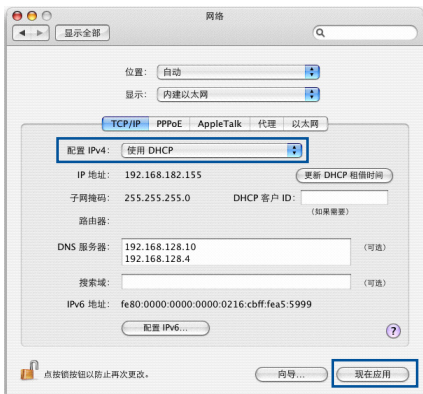 网络
显示全部
位置： 自动
显示： 内建以太网
TCP/IP PPPoE AppleTalk 代理 以太网
配置 IPv4： 使用 DHCP
IP 地址： 192.168.182.155 更新 DHCP 租借时间
子网掩码： 255.255.255.0 DHCP 客户 ID：
（如果需要）
路由器：
DNS 服务器： 192.168.128.10 （可选）
192.168.128.4
搜索域： （可选）
IPv6 地址： fe80:0000:0000:0000:0216:cbff:fea5:5999
配置 IPv6... ?
点按锁按钮以防止再次更改。 向导... 现在应用